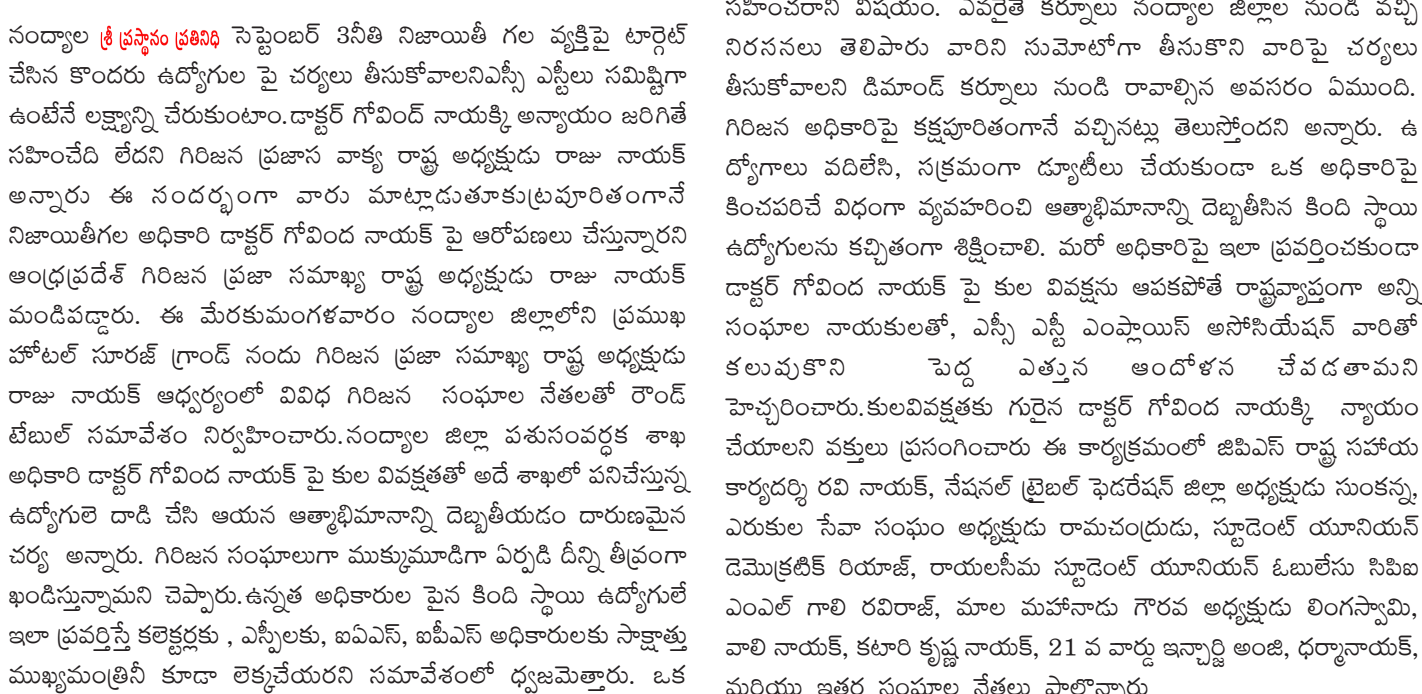 నంద్యాల శ్రీ ప్రస్థానం ప్రతినిధి సెప్టెంబర్ 3నీతి నిజాయితీ గల వ్యక్తిపై టార్గెట్
చేసిన కొందరు ఉద్యోగుల పై చర్యలు తీసుకోవాలనిఎస్సీ ఎస్టీలు సమిష్టిగా
ఉంటేనే లక్ష్యాన్ని చేరుకుంటాం.డాక్టర్ గోవింద్ నాయక్కి అన్యాయం జరిగితే
సహించేది లేదని గిరిజన ప్రజాస వాక్య రాష్ట్ర అధ్యక్షుడు రాజు నాయక్
అన్నారు ఈ సందర్భంగా వారు మాట్లాడుతూకుట్రపూరితంగానే
నిజాయితీగల అధికారి డాక్టర్ గోవింద నాయక్ పై ఆరోపణలు చేస్తున్నారని
ఆంధ్రప్రదేశ్ గిరిజన ప్రజా సమాఖ్య రాష్ట్ర అధ్యక్షుడు రాజు నాయక్
మండిపడ్డారు. ఈ మేరకుమంగళవారం నంద్యాల జిల్లాలోని ప్రముఖ
హోటల్ సూరజ్ గ్రాండ్ నందు గిరిజన ప్రజా సమాఖ్య రాష్ట్ర అధ్యక్షుడు
రాజు నాయక్ ఆధ్వర్యంలో వివిధ గిరిజన సంఘాల నేతలతో రౌండ్
టేబుల్ సమావేశం నిర్వహించారు.నంద్యాల జిల్లా పశుసంవర్ధక శాఖ
అధికారి డాక్టర్ గోవింద నాయక్ పై కుల వివక్షతతో అదే శాఖలో పనిచేస్తున్న
ఉద్యోగులె దాడి చేసి ఆయన ఆత్మాభిమానాన్ని దెబ్బతీయడం దారుణమైన
చర్య అన్నారు. గిరిజన సంఘాలుగా ముక్కుమూడిగా ఏర్పడి దీన్ని తీవ్రంగా
ఖండిస్తున్నామని చెప్పారు.ఉన్నత అధికారుల పైన కింది స్థాయి ఉద్యోగులే
ఇలా ప్రవర్తిస్తే కలెక్టర్లకు , ఎస్పీలకు, ఐఏఎస్, ఐపీఎస్ అధికారులకు సాక్షాత్తు
ముఖ్యమంత్రినీ కూడా లెక్కచేయరని సమావేశంలో ధ్వజమెత్తారు. ఒక
సహించరాని విషయం. ఎవరైతే కర్నూలు నంద్యాల జిల్లాల నుండి వచ్చి
నిరసనలు తెలిపారు వారిని సుమోటోగా తీసుకొని వారిపై చర్యలు
తీసుకోవాలని డిమాండ్ కర్నూలు నుండి రావాల్సిన అవసరం ఏముంది.
గిరిజన అధికారిపై కక్షపూరితంగానే వచ్చినట్లు తెలుస్తోందని అన్నారు. ఉ
ద్యోగాలు వదిలేసి, సక్రమంగా డ్యూటీలు చేయకుండా ఒక అధికారిపై
కించపరిచే విధంగా వ్యవహరించి ఆత్మాభిమానాన్ని దెబ్బతీసిన కింది స్థాయి
ఉద్యోగులను కచ్చితంగా శిక్షించాలి. మరో అధికారిపై ఇలా ప్రవర్తించకుండా
డాక్టర్ గోవింద నాయక్ పై కుల వివక్షను ఆపకపోతే రాష్ట్రవ్యాప్తంగా అన్ని
సంఘాల నాయకులతో, ఎస్సీ ఎస్టీ ఎంప్లాయిస్ అసోసియేషన్ వారితో
కలుపుకొని పెద్ద ఎత్తున ఆందోళన చేపడతామని
హెచ్చరించారు.కులవివక్షతకు గురైన డాక్టర్ గోవింద నాయక్కి న్యాయం
చేయాలని వక్తులు ప్రసంగించారు ఈ కార్యక్రమంలో జిపిఎస్ రాష్ట్ర సహాయ
కార్యదర్శి రవి నాయక్, నేషనల్ ట్రైబల్ ఫెడరేషన్ జిల్లా అధ్యక్షుడు సుంకన్న,
ఎరుకుల సేవా సంఘం అధ్యక్షుడు రామచంద్రుడు, స్టూడెంట్ యూనియన్
డెమొక్రటిక్ రియాజ్, రాయలసీమ స్టూడెంట్ యూనియన్ ఓబులేసు సిపిఐ
ఎంఎల్ గాలి రవిరాజ్, మాల మహానాడు గౌరవ అధ్యక్షుడు లింగస్వామి,
వాలి నాయక్, కటారి కృష్ణ నాయక్, 21 వ వార్డు ఇన్చార్జి అంజి, ధర్మానాయక్,
మరియు ఇతర సంఘాల నేతలు పాల్గొన్నారు